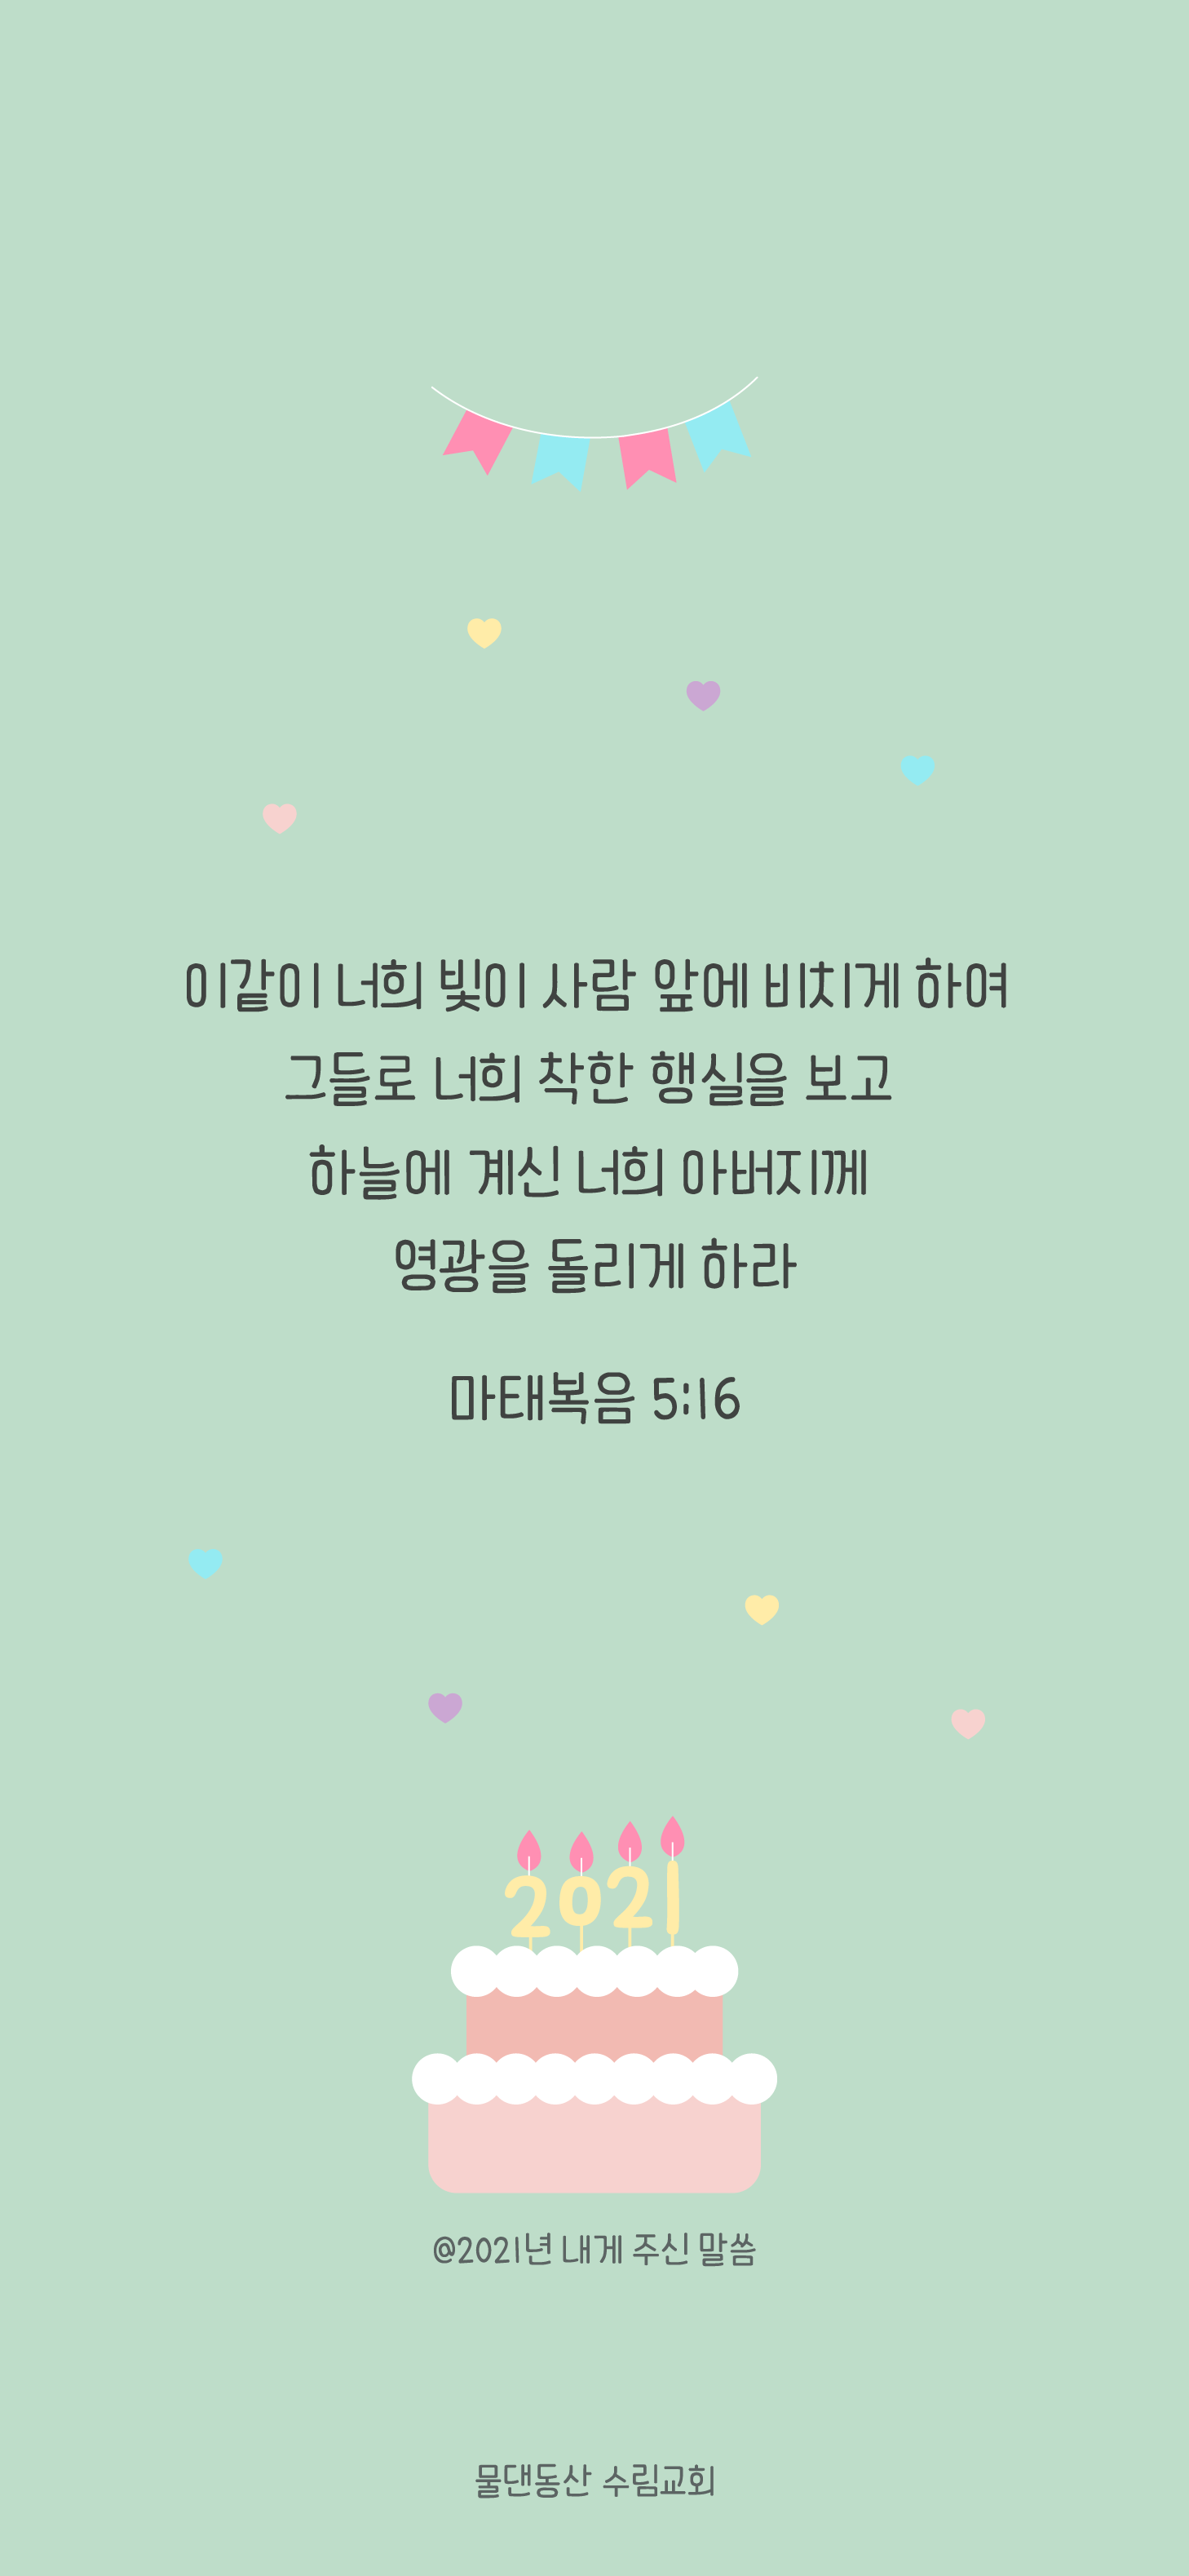 이같이 너희 빛이 사람 앞에 비치게 하여
그들로 너희 착한 행실을 보고
하늘에 계신 너희 아버지께
영광을 돌리게 하라
마태복음 5:16
2021
@2021년 내게 주신 말씀
물댄동산 수림교회